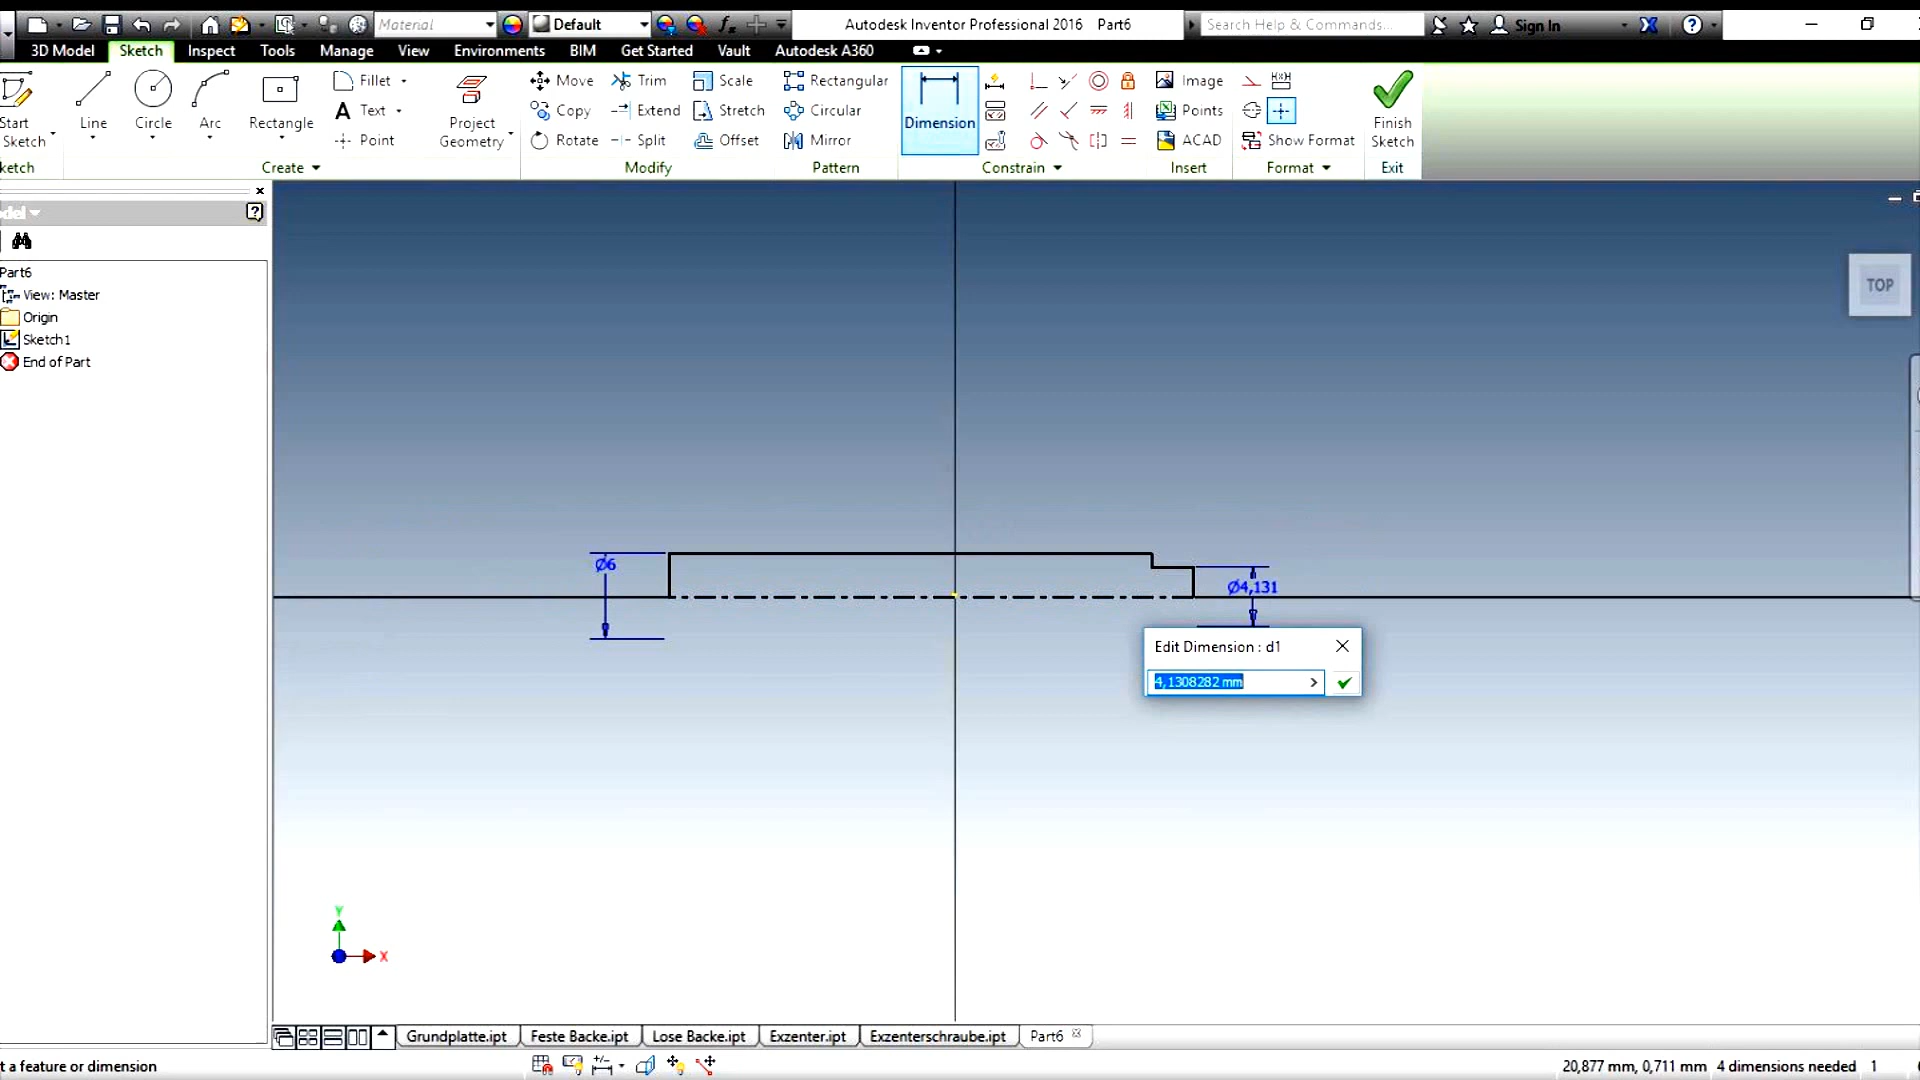 Material
Default
Autodesk Inventor Professional 2016 Part6
Search Help & Commands...
Sign In
3D Model Sketch Inspect Tools Manage View Environments BIM Get Started Vault Autodesk A360
Start
Sketch
Line
Circle
Arc
Rectangle
Fillet
Text
Point
Project
Geometry
Move
Copy
Rotate
Trim
Extend
Split
Scale
Stretch
Offset
Rectangular
Circular
Mirror
Dimension
Image
Points
ACAD
Show Format
Finish
Sketch
ketch Create Modify Pattern Constrain Insert Format Exit
del
Part6
View: Master
Origin
Sketch1
End of Part
TOP
Ø6
Ø4,131
Edit Dimension : d1
4,1308282 mm
Y
X
Grundplatte.ipt Feste Backe.ipt Lose Backe.ipt Exzenter.ipt Exzenterschraube.ipt Part6
t a feature or dimension
20,877 mm, 0,711 mm 4 dimensions needed 1